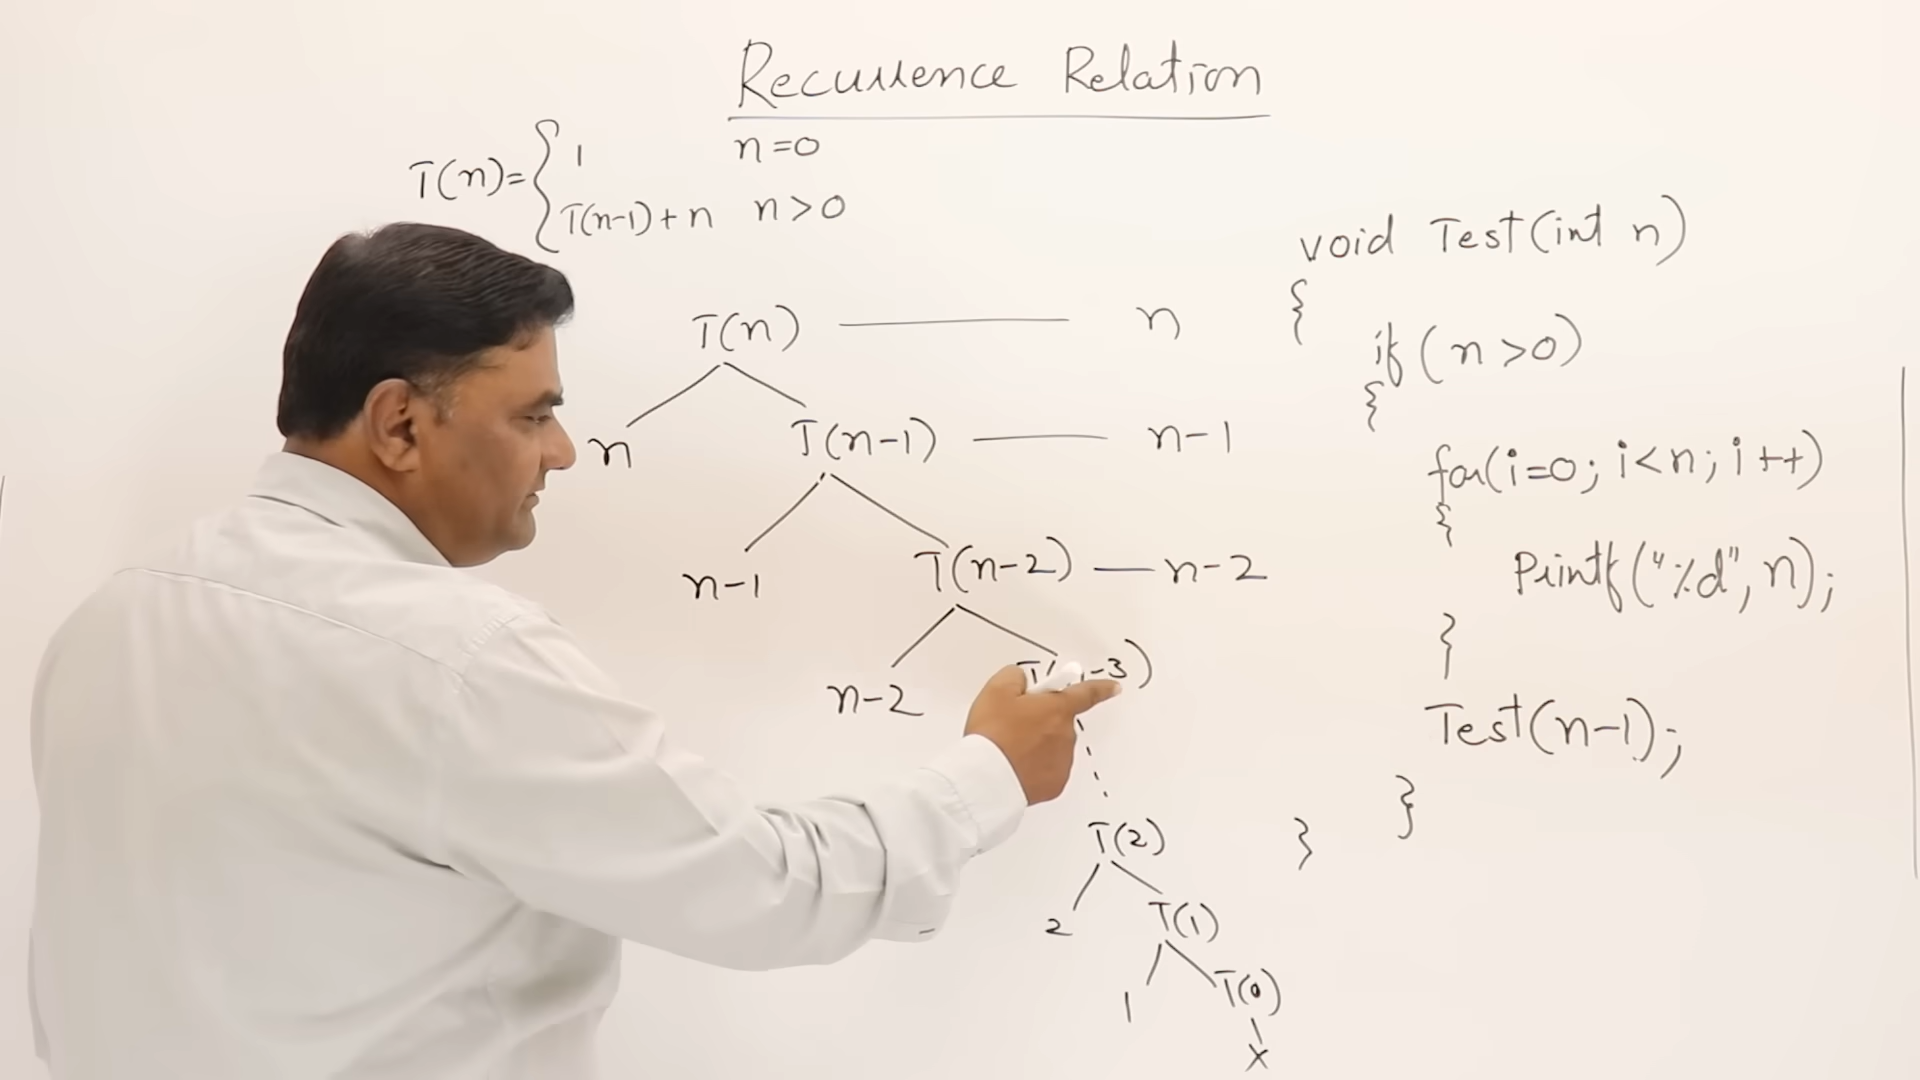 Recurrence Relation
T(n)= { 1 n=0
T(n-1)+n n>0
T(n) —— n
n T(n-1) —— n-1
n-1 T(n-2) — n-2
n-2 -3)
T(2)
2 T(1)
1 T(0)
X
void Test(int n)
{
if(n>0)
{
for(i=0; i<n; i++)
{
Printf("%d", n);
}
Test(n-1);
}
}